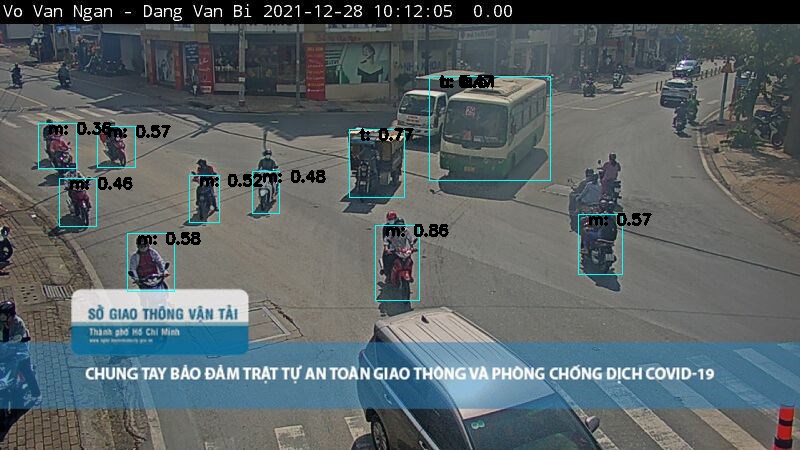 Vo Van Ngan - Dang Van Bi 2021-12-28 10:12:05 0.00
m: 0.36
m: 0.57
t: 0.77
m: 0.46
m: 0.52
m: 0.48
m: 0.57
m: 0.58
m: 0.86
SỞ GIAO THÔNG VẬN TẢI
Thành phố Hồ Chí Minh
CHUNG TAY BẢO ĐẢM TRẬT TỰ AN TOÀN GIAO THÔNG VÀ PHÒNG CHỐNG DỊCH COVID-19